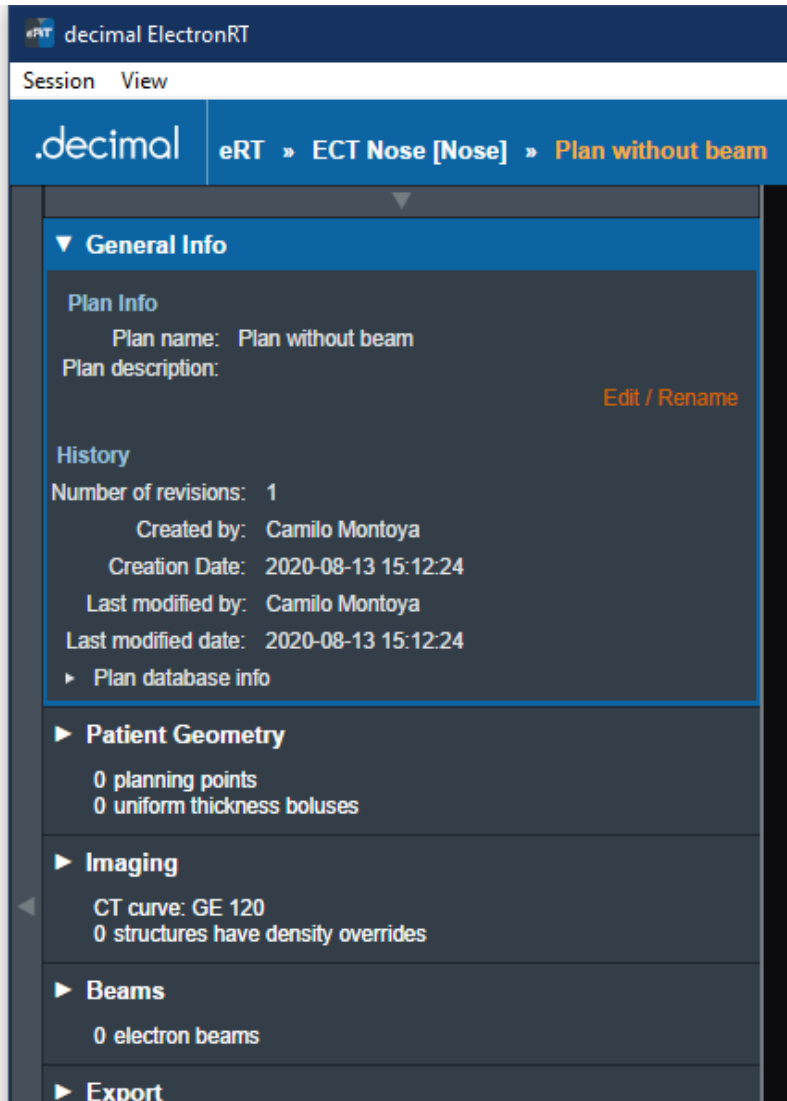 eRT decimal ElectronRT
Session View
.decimal eRT » ECT Nose [Nose] » Plan without beam
General Info
Plan Info
Plan name: Plan without beam
Plan description:
Edit / Rename
History
Number of revisions: 1
Created by: Camilo Montoya
Creation Date: 2020-08-13 15:12:24
Last modified by: Camilo Montoya
Last modified date: 2020-08-13 15:12:24
Plan database info
Patient Geometry
0 planning points
0 uniform thickness boluses
Imaging
CT curve: GE 120
0 structures have density overrides
Beams
0 electron beams
Export